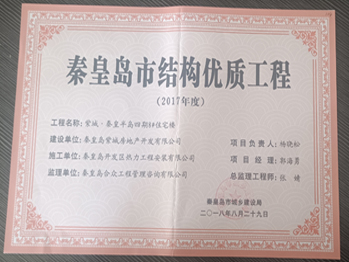 秦皇岛市结构优质工程
(2017年度)
工程名称:紫城·秦皇半岛四期H#住宅楼
建设单位:秦皇岛紫城房地产开发有限公司 项目负责人:杨晓松
施工单位:秦皇岛开发区热力工程安装有限公司 项目经理:郭海男
监理单位:秦皇岛合众工程管理咨询有限公司 总监理工程师:张
秦皇岛市城乡建设局
二〇一八年八月二十九日